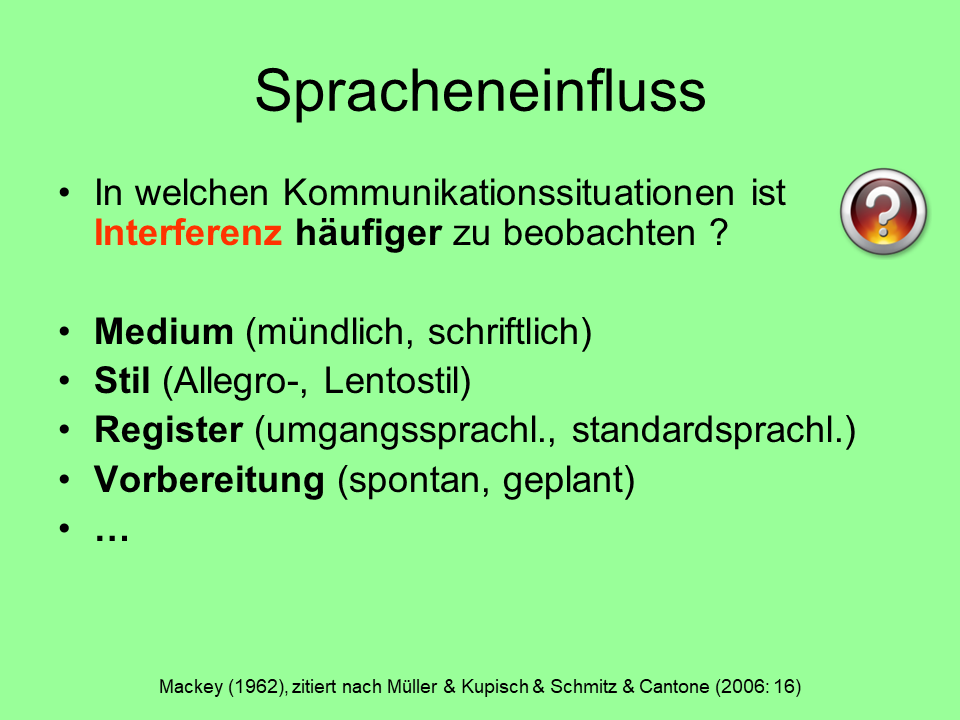 Spracheneinfluss
• In welchen Kommunikationssituationen ist
Interferenz häufiger zu beobachten ?
• Medium (mündlich, schriftlich)
• Stil (Allegro-, Lentostil)
• Register (umgangssprachl., standardsprachl.)
• Vorbereitung (spontan, geplant)
• …
Mackey (1962), zitiert nach Müller & Kupisch & Schmitz & Cantone (2006: 16)